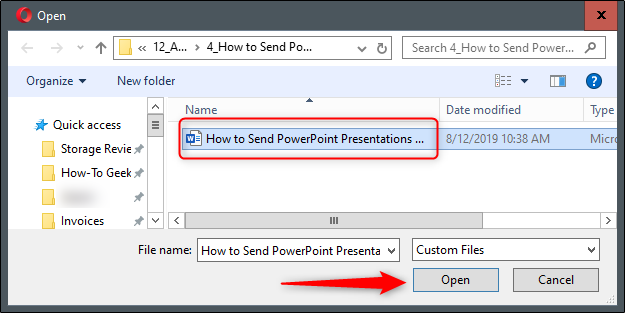 Open
« 12_A... › 4_How to Send Po...
Search 4_How to Send Power...
Organize
New folder
Name
Date modified
Type
Quick access
Storage Revie
How-To Geek
Invoices
How to Send PowerPoint Presentations ...
8/12/2019 10:38 AM
Micro
File name:
How to Send PowerPoint Presenta
Custom Files
Open
Cancel